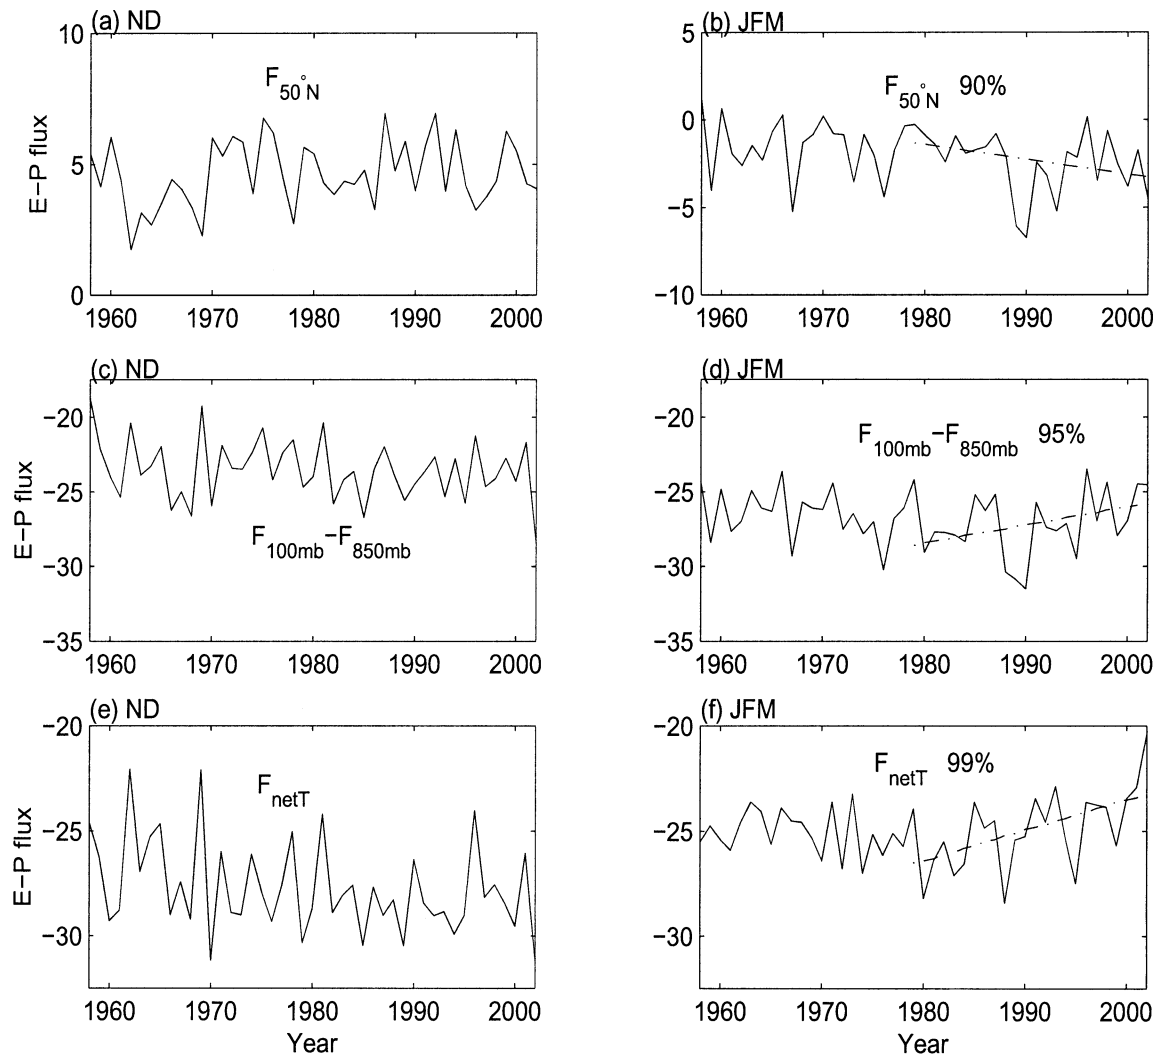 (a) ND
10
5
0
E−P flux
F50°N
1960 1970 1980 1990 2000
(b) JFM
5
0
−5
−10
F50°N 90%
1960 1970 1980 1990 2000
(c) ND
−20
−25
−30
−35
E−P flux
F100mb−F850mb
1960 1970 1980 1990 2000
(d) JFM
−20
−25
−30
−35
F100mb−F850mb 95%
1960 1970 1980 1990 2000
(e) ND
−20
−25
−30
E−P flux
FnetT
1960 1970 1980 1990 2000
Year
(f) JFM
−20
−25
−30
FnetT 99%
1960 1970 1980 1990 2000
Year